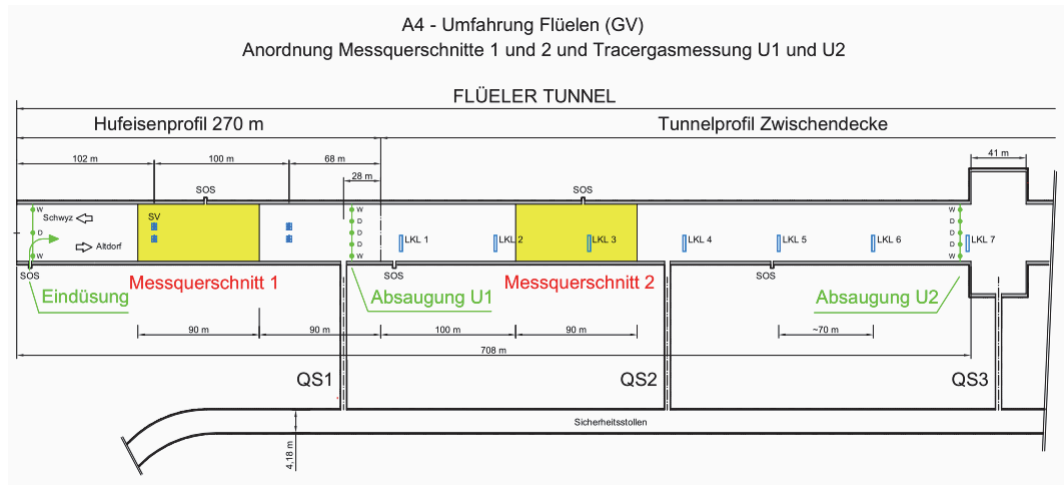 A4 - Umfahrung Flüelen (GV)
Anordnung Messquerschnitte 1 und 2 und Tracergasmessung U1 und U2
FLÜELER TUNNEL
Hufeisenprofil 270 m
Tunnelprofil Zwischendecke
102 m
100 m
68 m
41 m
28 m
SOS
SOS
W
D
W
Schwyz
Altdorf
SV
W
D
D
D
W
LKL 1
LKL 2
LKL 3
LKL 4
LKL 5
LKL 6
W
D
D
D
W
LKL 7
SOS
SOS
SOS
Eindüsung
Messquerschnitt 1
Absaugung U1
Messquerschnitt 2
Absaugung U2
90 m
90 m
100 m
90 m
~70 m
708 m
QS1
QS2
QS3
Sicherheitsstollen
4,18 m